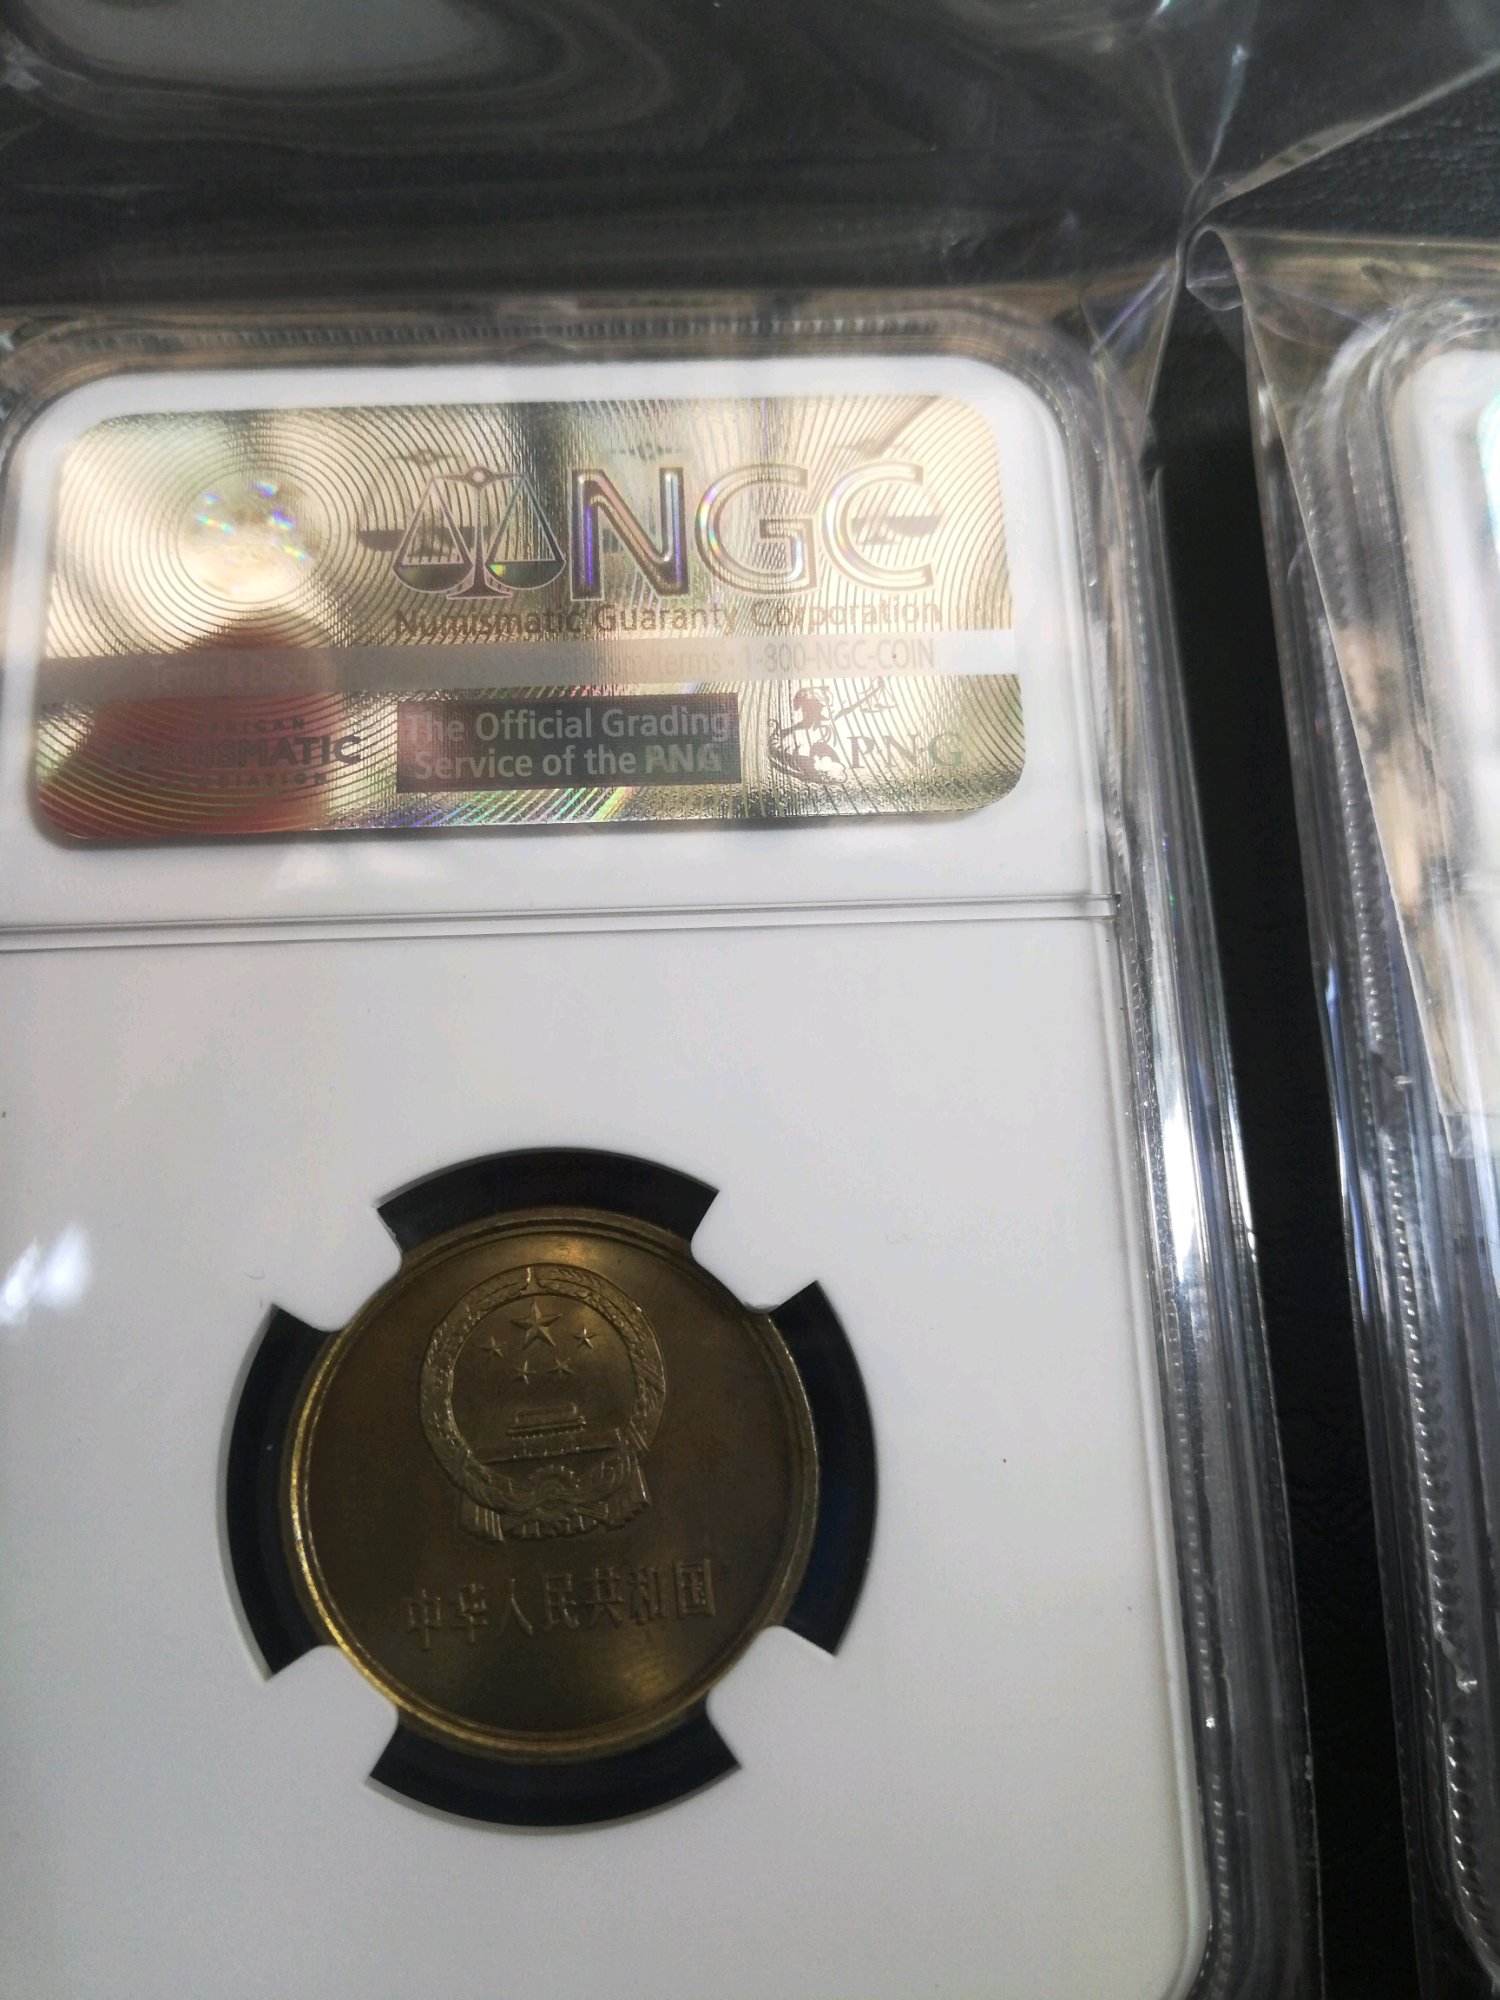 NGC
Numismatic Guaranty Corporation
/terms • 1-800-NGC-COIN
NUMISMATIC
The Official Grading
Service of the PNG
PNG
中华人民共和国